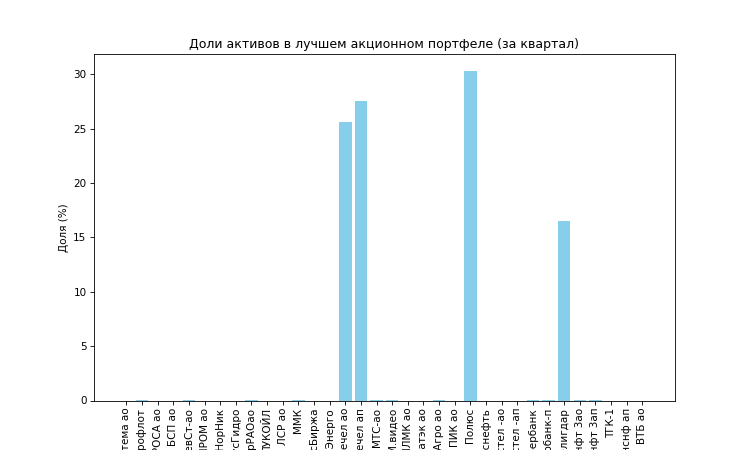 Доли активов в лучшем акционном портфеле (за квартал)
Доля (%)
30
25
20
15
10
5
0
тема ао
рофлот
РОСА ао
БСП ао
евСт-ао
ПРОМ ао
НорНик
сГидро
рРАОао
ЛУКОЙЛ
ЛСР ао
ММК
сБиржа
Энерго
ечел ао
ечел ап
МТС-ао
М.видео
ЛМК ао
атэк ао
Агро ао
ПИК ао
Полюс
снефть
стел -ао
стел -ап
ербанк
рбанк-п
лигдар
нфт 3ао
нфт 3ап
ТГК-1
нснф ап
ВТБ ао